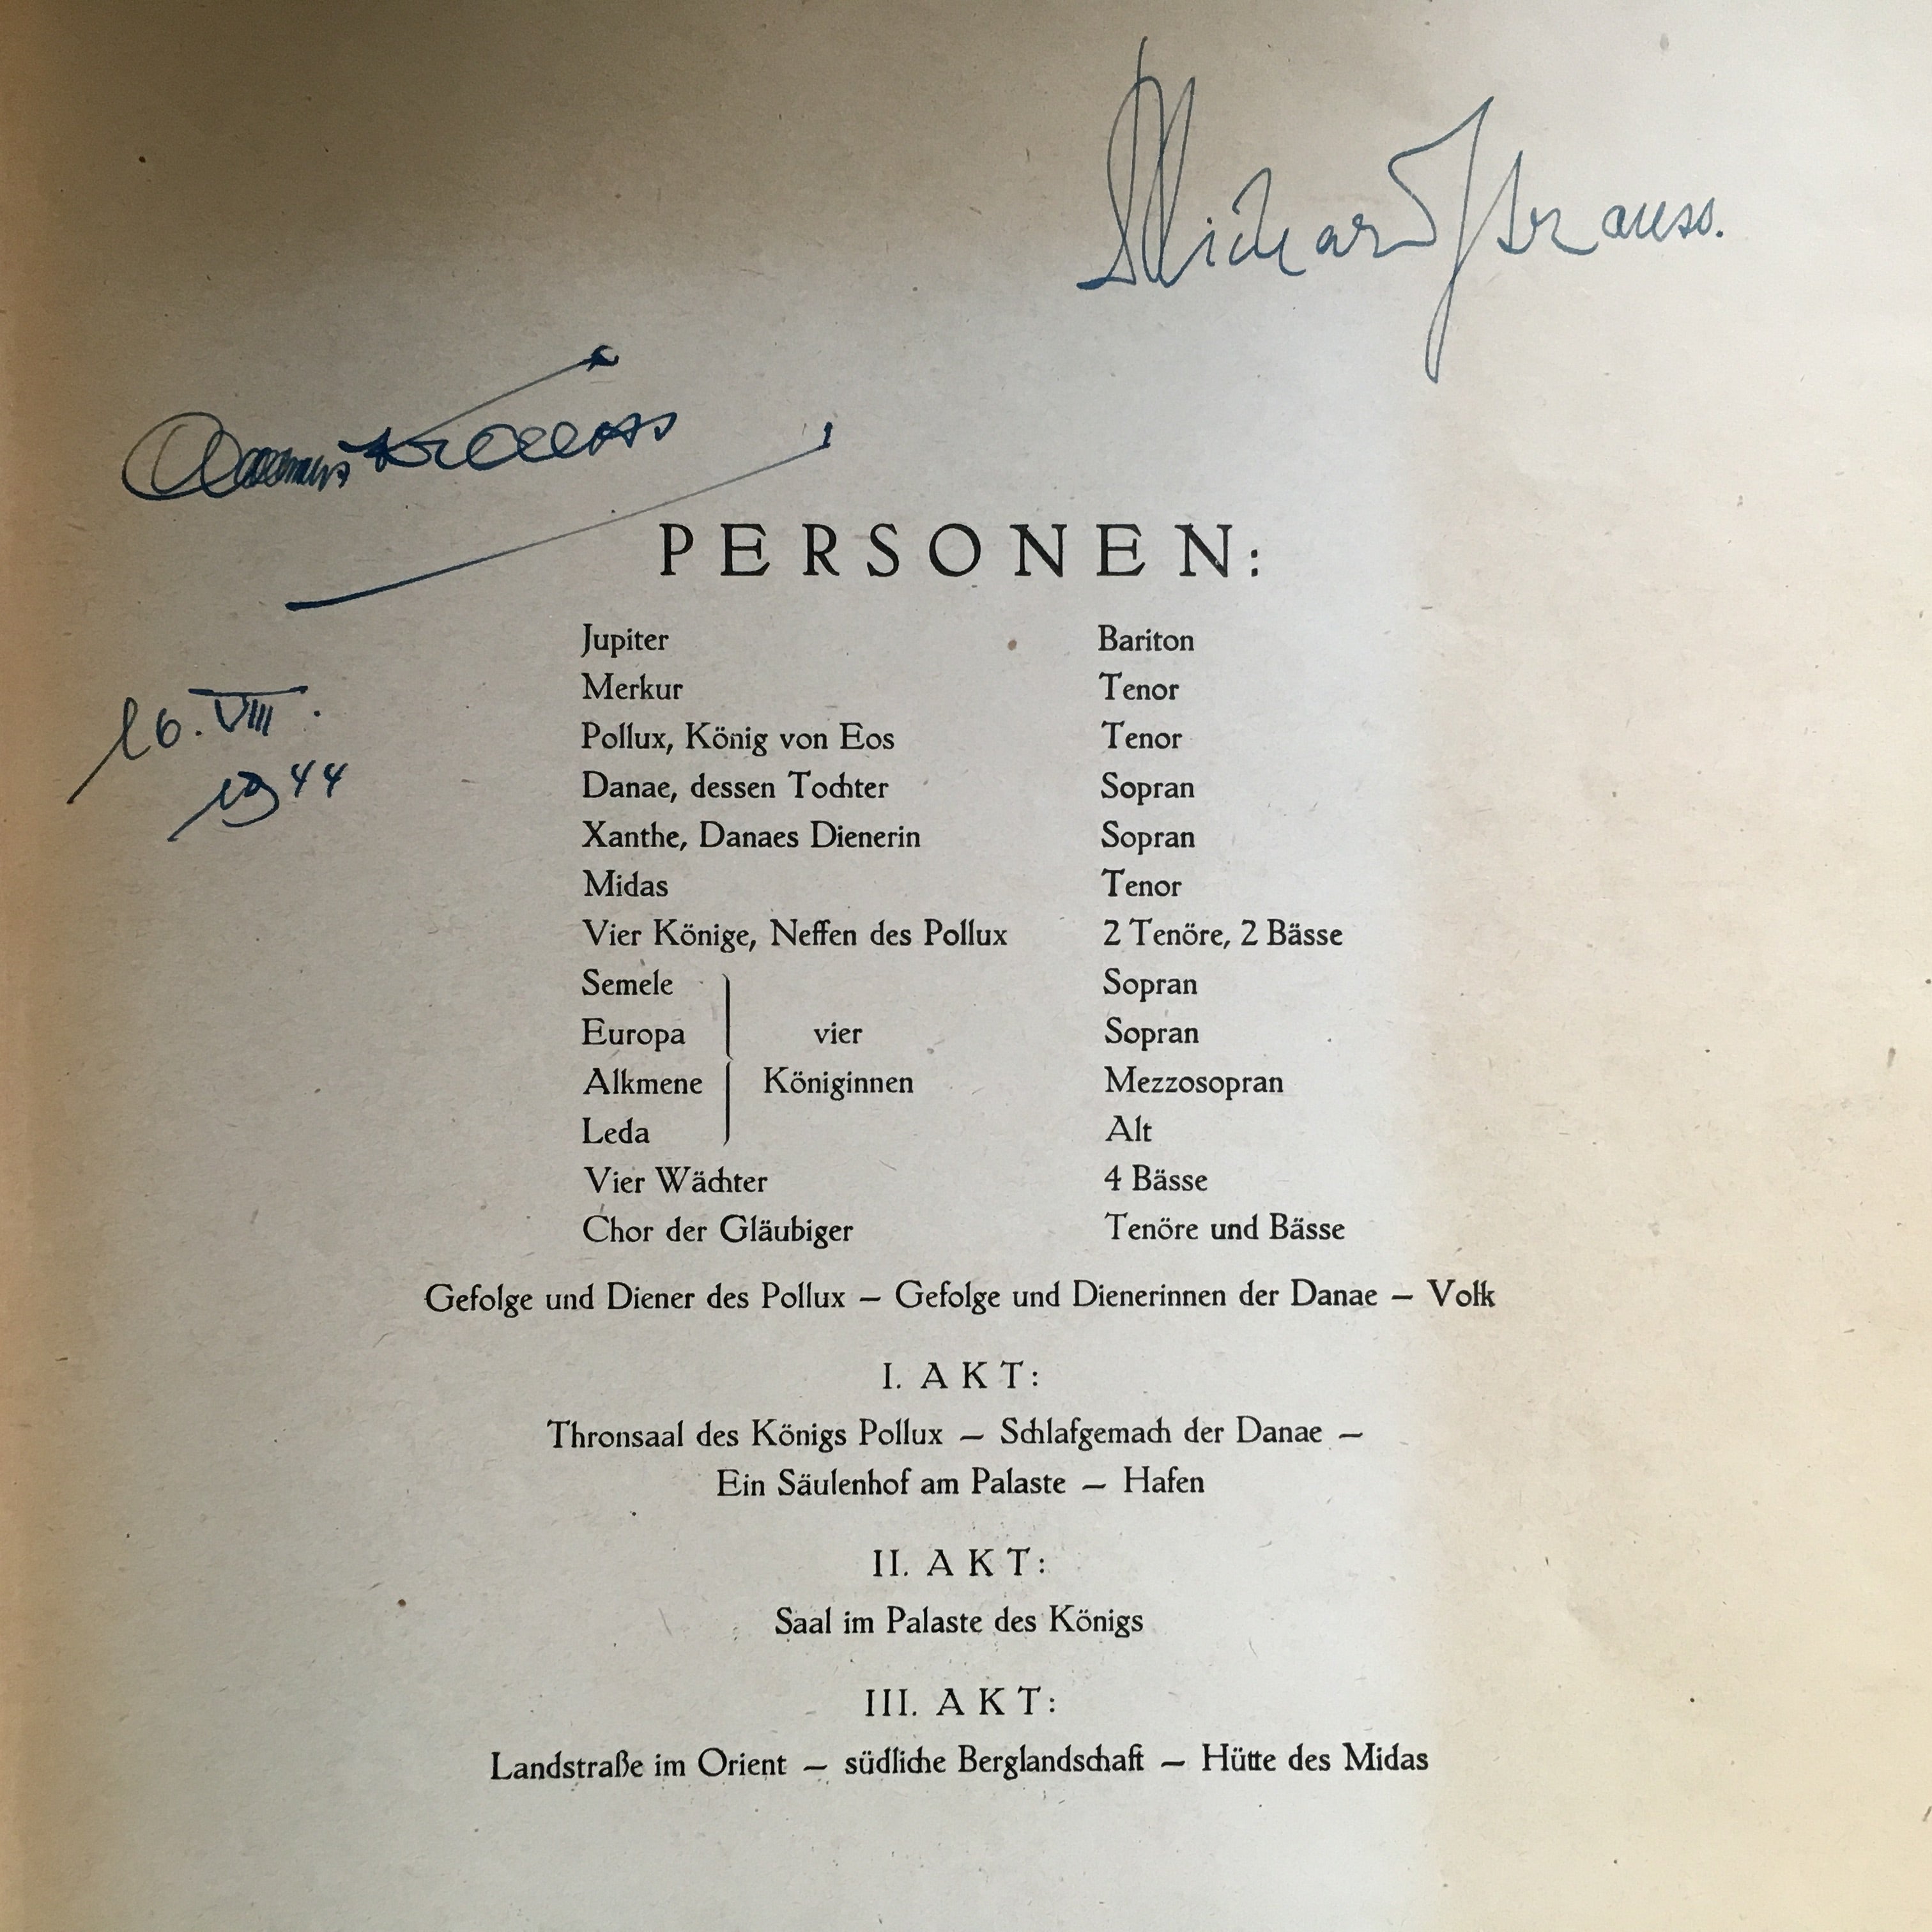 Richard Strauss.
Clemens Krauss
PERSONEN:
16. VIII.
1944
Jupiter Bariton
Merkur Tenor
Pollux, König von Eos Tenor
Danae, dessen Tochter Sopran
Xanthe, Danaes Dienerin Sopran
Midas Tenor
Vier Könige, Neffen des Pollux 2 Tenöre, 2 Bässe
Semele Sopran
Europa vier Sopran
Alkmene Königinnen Mezzosopran
Leda Alt
Vier Wächter 4 Bässe
Chor der Gläubiger Tenöre und Bässe
Gefolge und Diener des Pollux — Gefolge und Dienerinnen der Danae — Volk
I. AKT:
Thronsaal des Königs Pollux — Schlafgemach der Danae —
Ein Säulenhof am Palaste — Hafen
II. AKT:
Saal im Palaste des Königs
III. AKT:
Landstraße im Orient — südliche Berglandschaft — Hütte des Midas